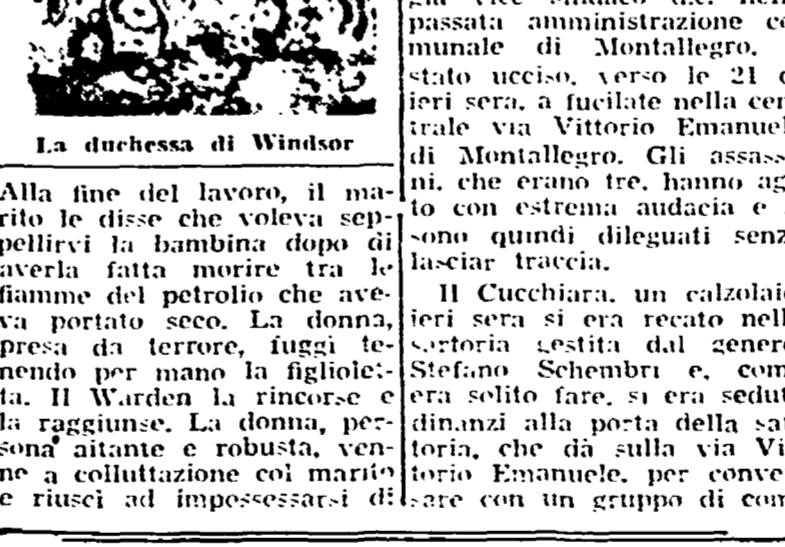 La duchessa di Windsor
Alla fine del lavoro, il ma-
rito le disse che voleva sep-
pellirvi la bambina dopo di
averla fatta morire tra le
fiamme del petrolio che ave-
va portato seco. La donna,
presa da terrore, fuggì te-
nendo per mano la figliolet-
ta. Il Warden la rincorse e
la raggiunse. La donna, per-
sona aitante e robusta, ven-
ne a colluttazione col marito
e riuscì ad impossessarsi di
passata amministrazione co
munale di Montallegro,
stato ucciso, verso le 21 d
ieri sera, a fucilate nella cen
trale via Vittorio Emanuel
di Montallegro. Gli assass
ni, che erano tre, hanno ag
to con estrema audacia e
sono quindi dileguati senz
lasciar traccia.
Il Cucchiara, un calzolaio
ieri sera si era recato nell
sartoria gestita dal genero
Stefano Schembri e, com
era solito fare, si era sedut
dinanzi alla porta della sar
toria, che dà sulla via Vi
torio Emanuele, per conver
sare con un gruppo di com